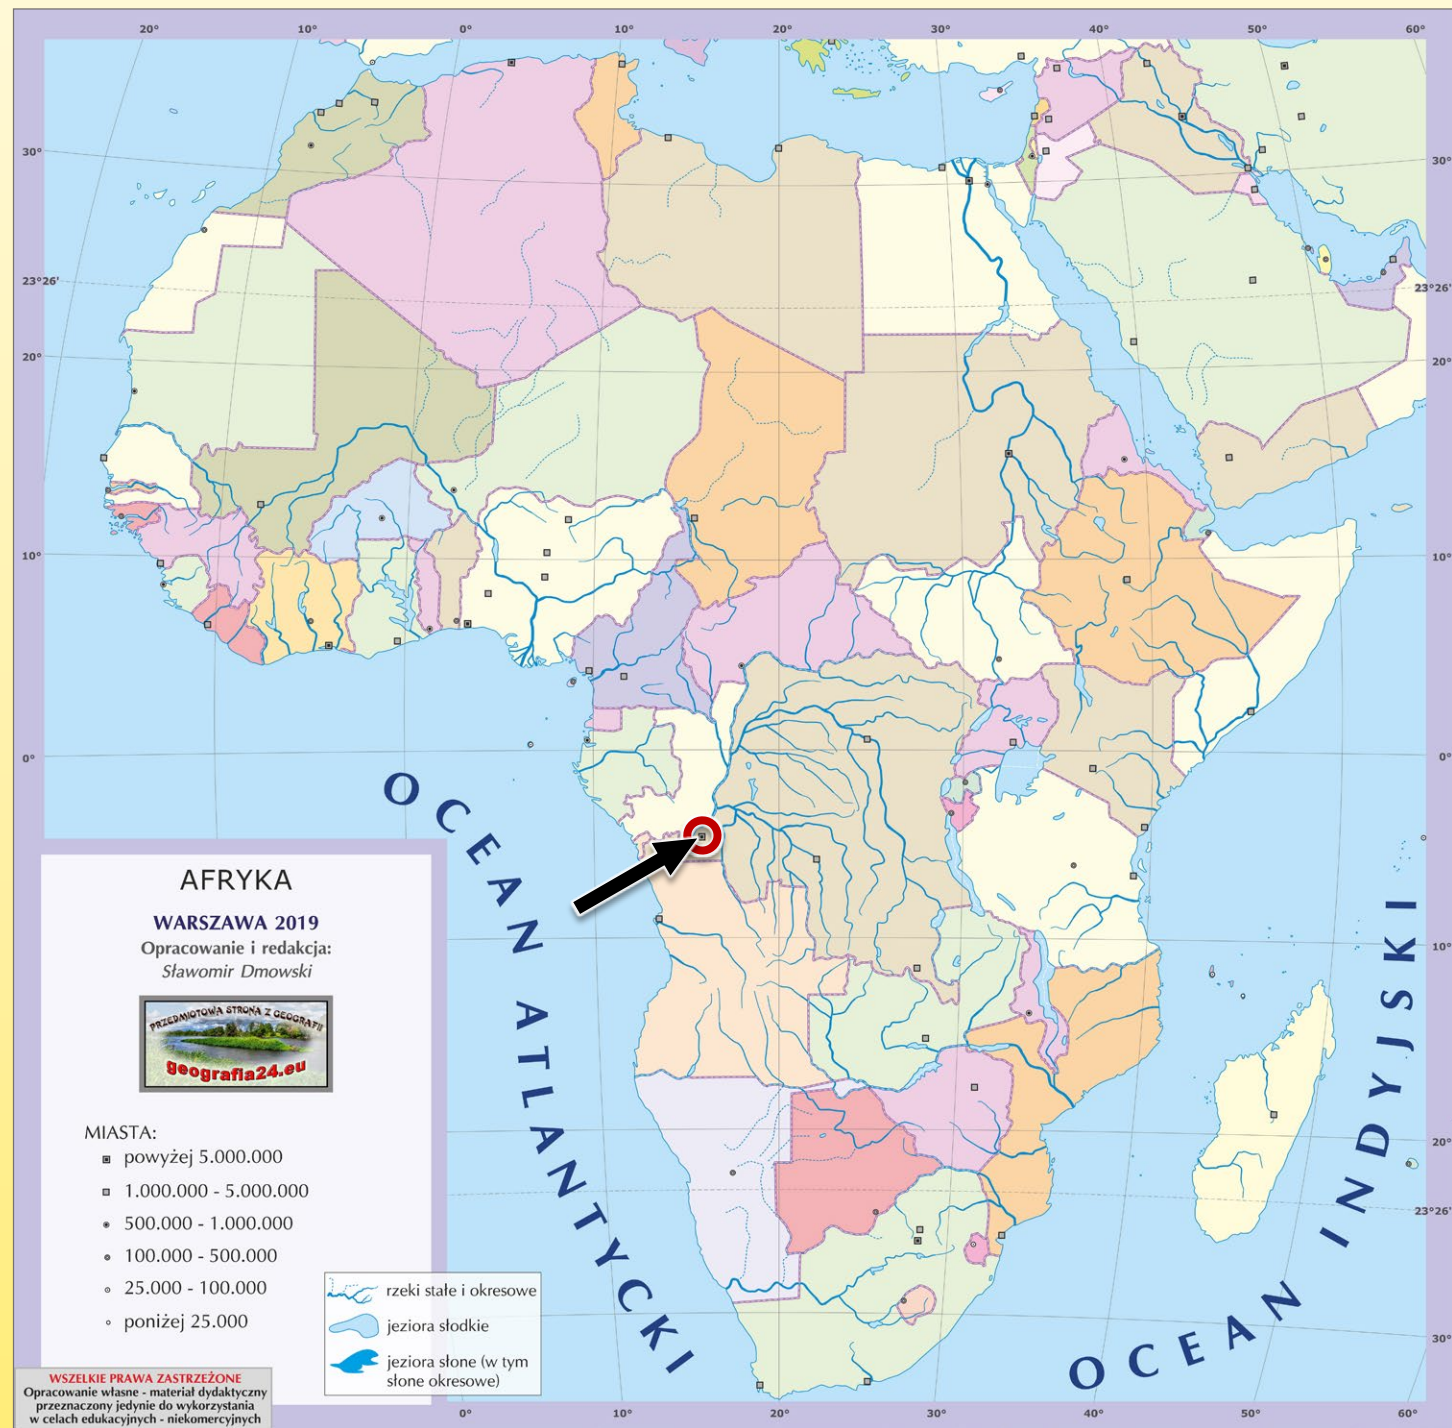 20° 10° 0° 10° 20° 30° 40° 50° 60°
30° 30°
23°26' 23°26'
20° 20°
10° 10°
0° 0°
OCEAN ATLANTYCKI
OCEAN INDYJSKI
10°
20°
23°26'
30°
AFRYKA
WARSZAWA 2019
Opracowanie i redakcja:
Sławomir Dmowski
PRZEDMIOTOWA STRONA Z GEOGRAFII
geografia24.eu
MIASTA:
powyżej 5.000.000
1.000.000 - 5.000.000
500.000 - 1.000.000
100.000 - 500.000
25.000 - 100.000
poniżej 25.000
rzeki stałe i okresowe
jeziora słodkie
jeziora słone (w tym
słone okresowe)
WSZELKIE PRAWA ZASTRZEŻONE
Opracowanie własne - materiał dydaktyczny
przeznaczony jedynie do wykorzystania
w celach edukacyjnych - niekomercyjnych
0° 10° 20° 30° 40° 50° 60°